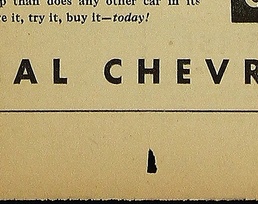 than does any other car in its
it, try it, buy it—today!
AL CHEVR